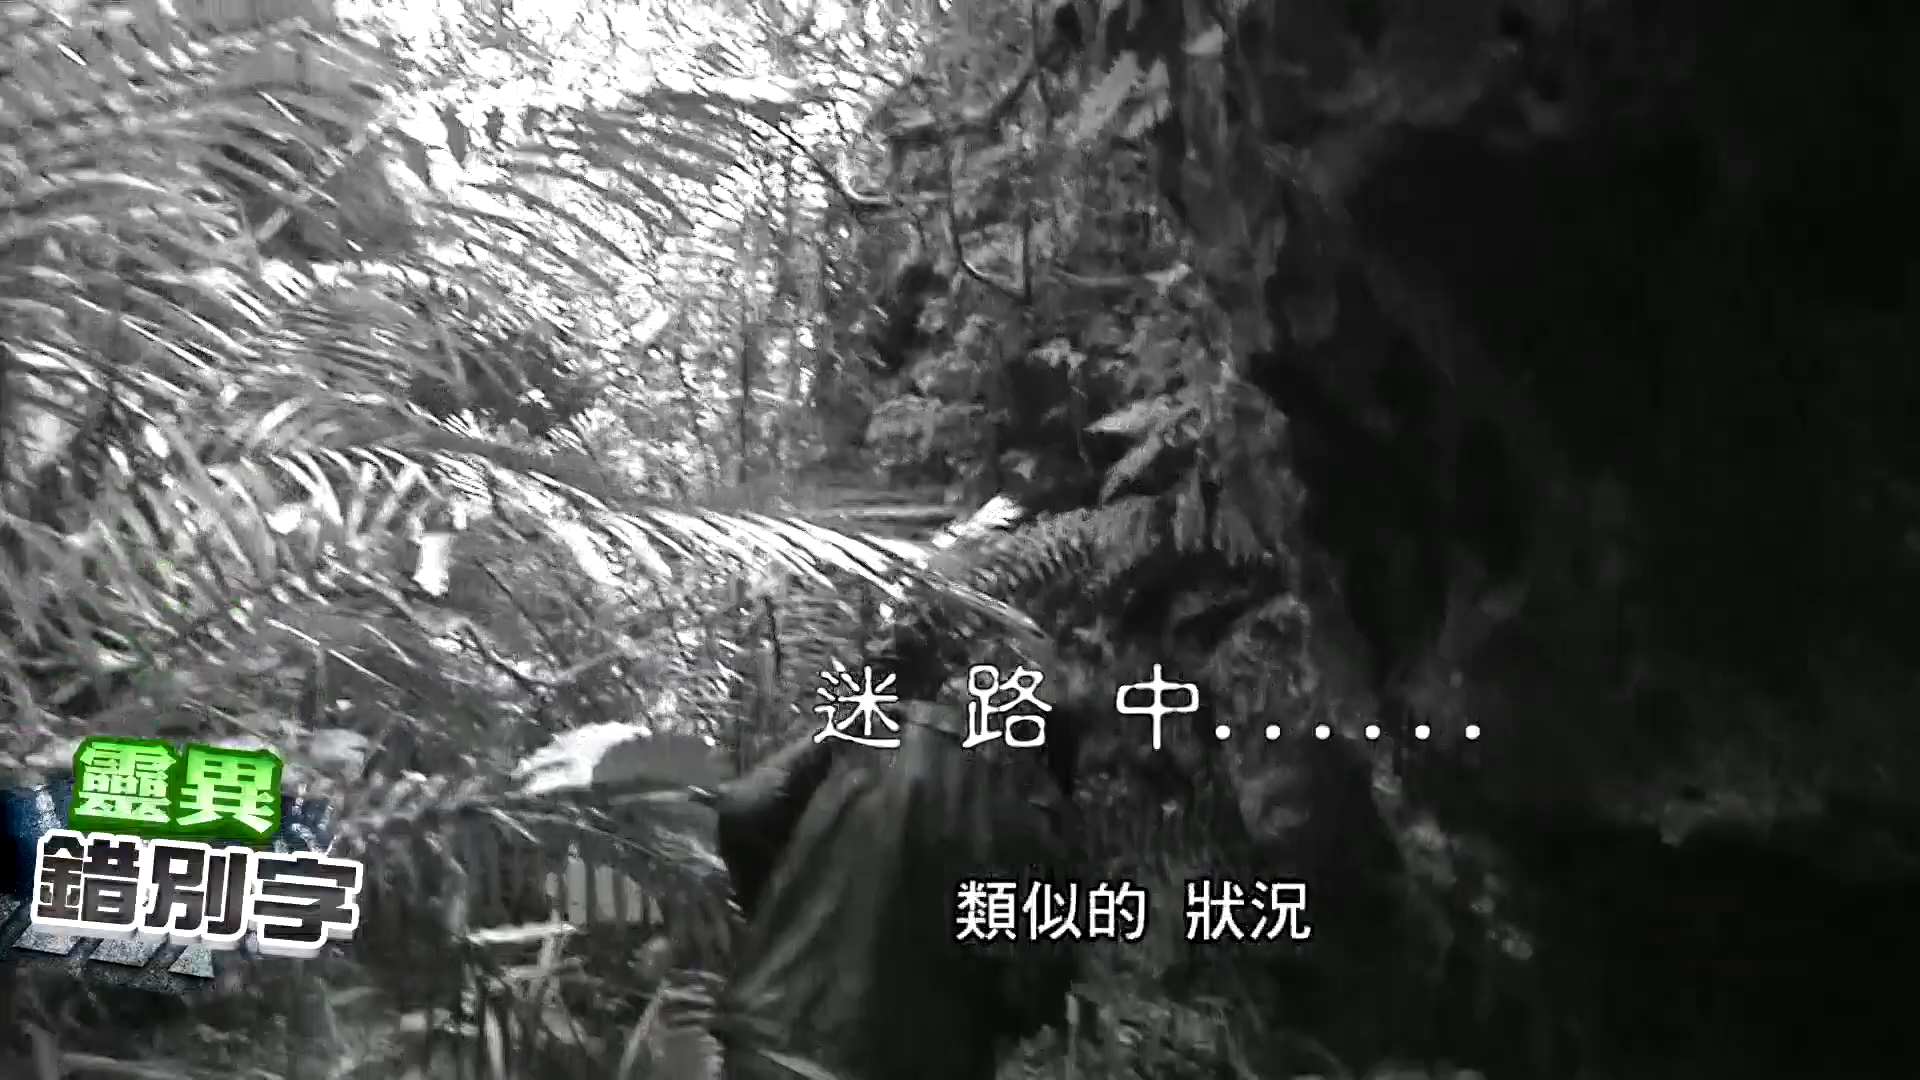 迷路中......
類似的 狀況
靈異
錯別字